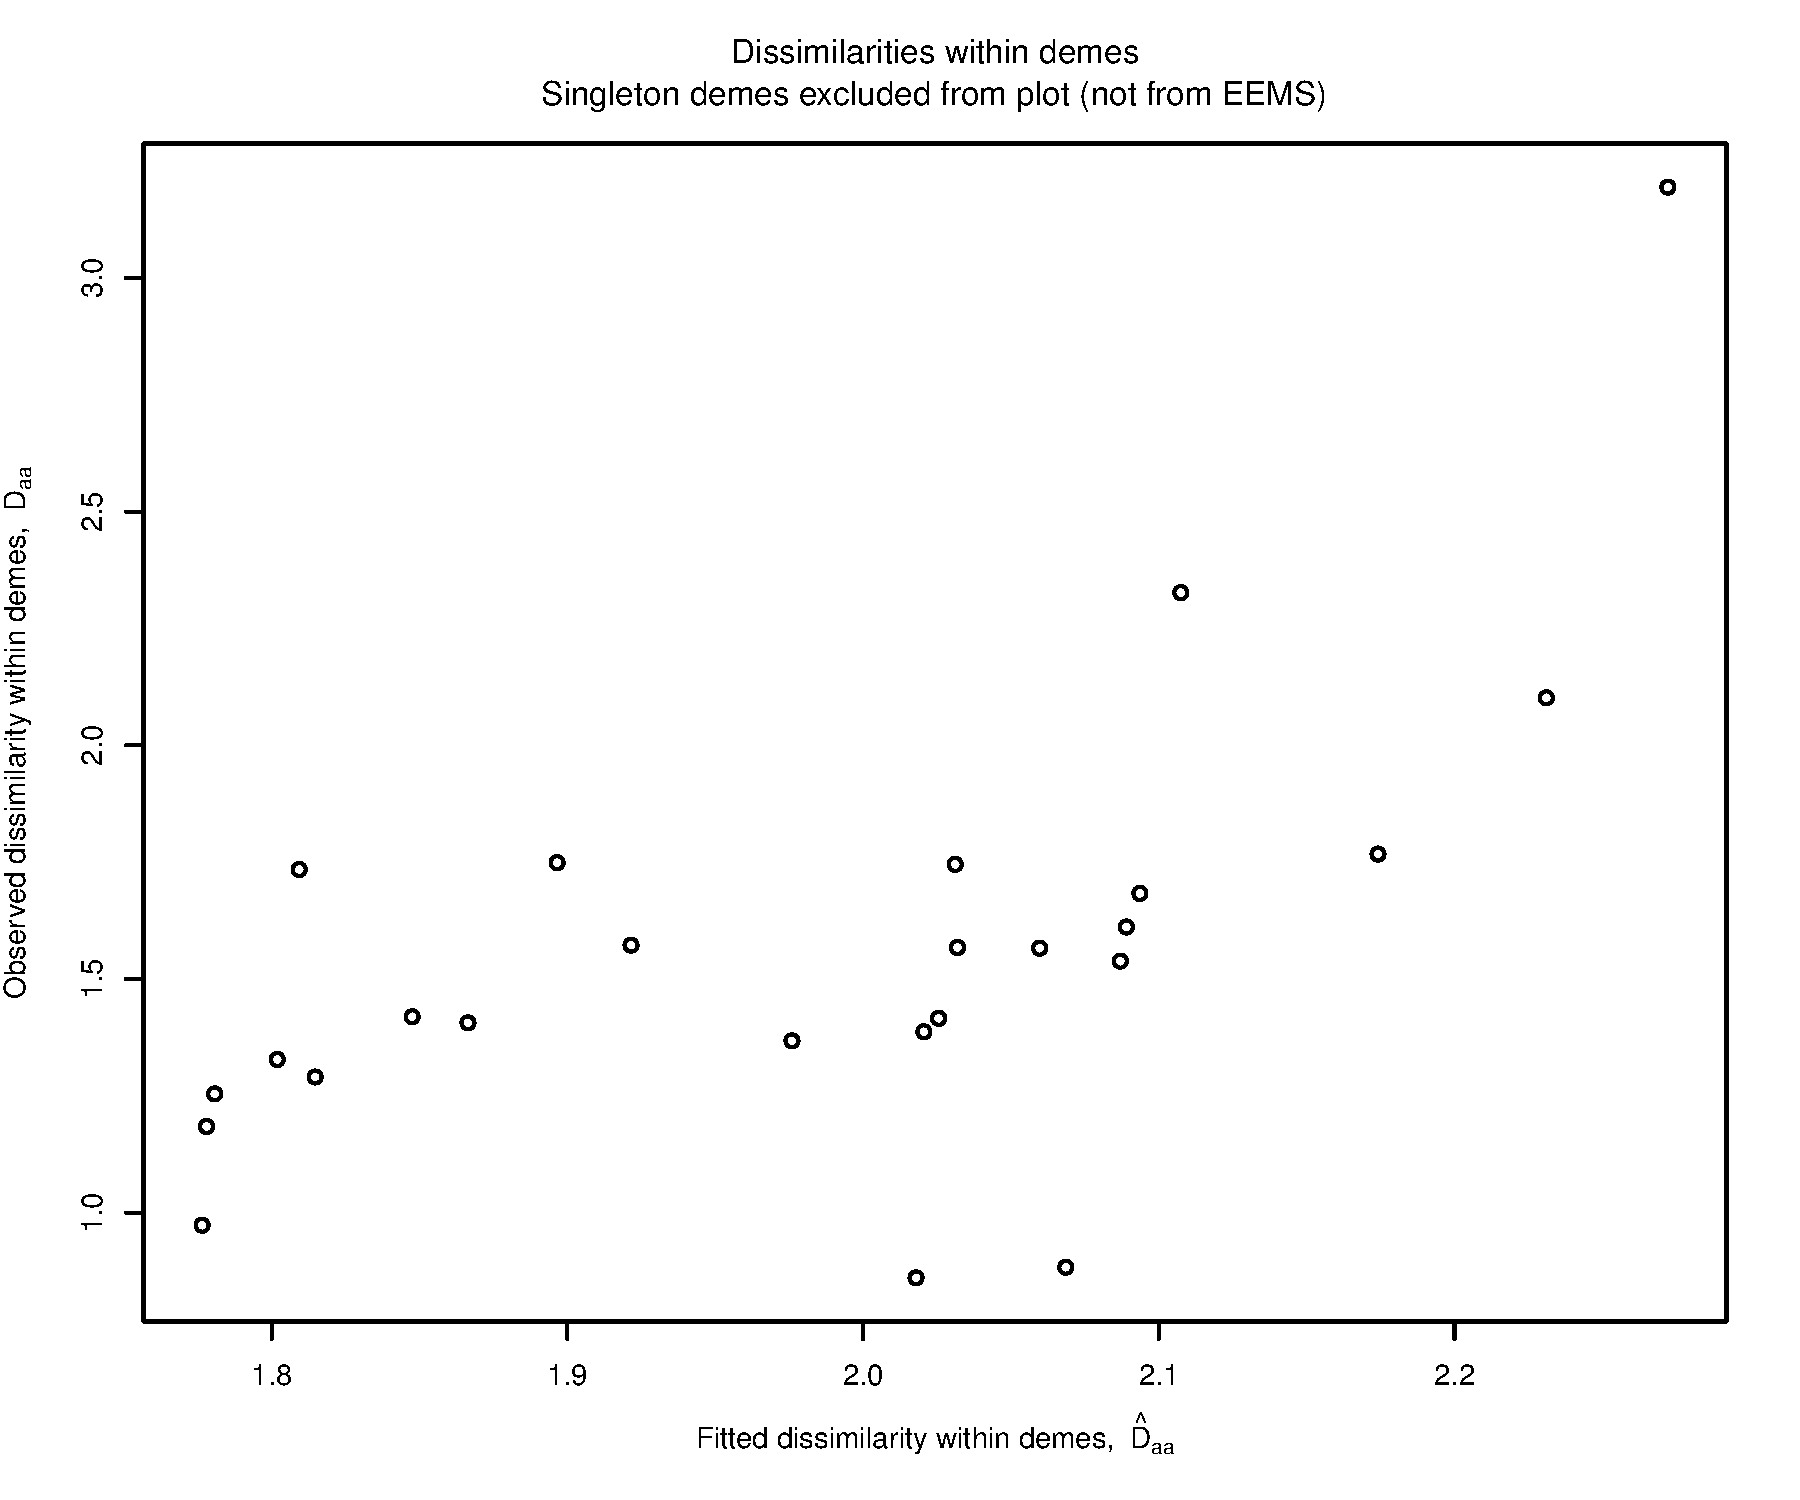 Dissimilarities within demes
Singleton demes excluded from plot (not from EEMS)
Observed dissimilarity within demes, Daa
3.0
2.5
2.0
1.5
1.0
1.8 1.9 2.0 2.1 2.2
Fitted dissimilarity within demes, D̂aa